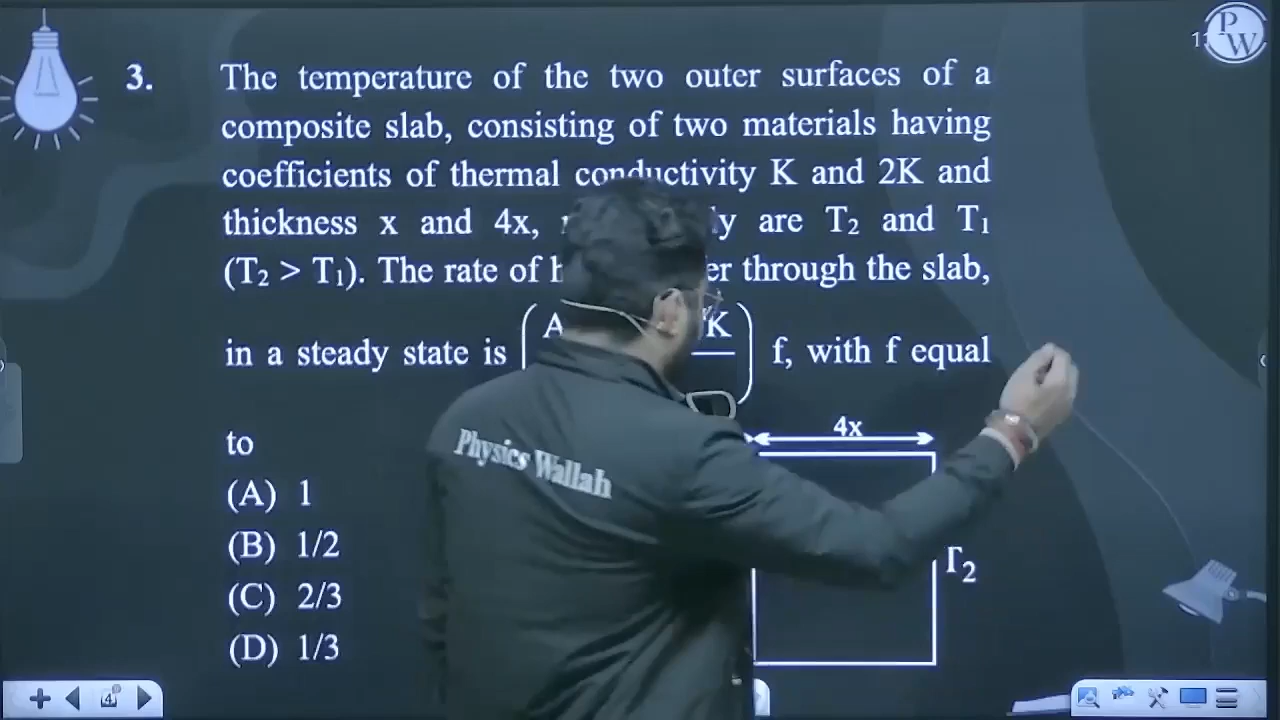 3. The temperature of the two outer surfaces of a
composite slab, consisting of two materials having
coefficients of thermal conductivity K and 2K and
thickness x and 4x, are T₂ and T₁
(T₂ > T₁). The rate of through the slab,
in a steady state is ( A K ) f, with f equal
to
(A) 1
(B) 1/2
(C) 2/3
(D) 1/3
4x
T₂
Physics Wallah
PW
4